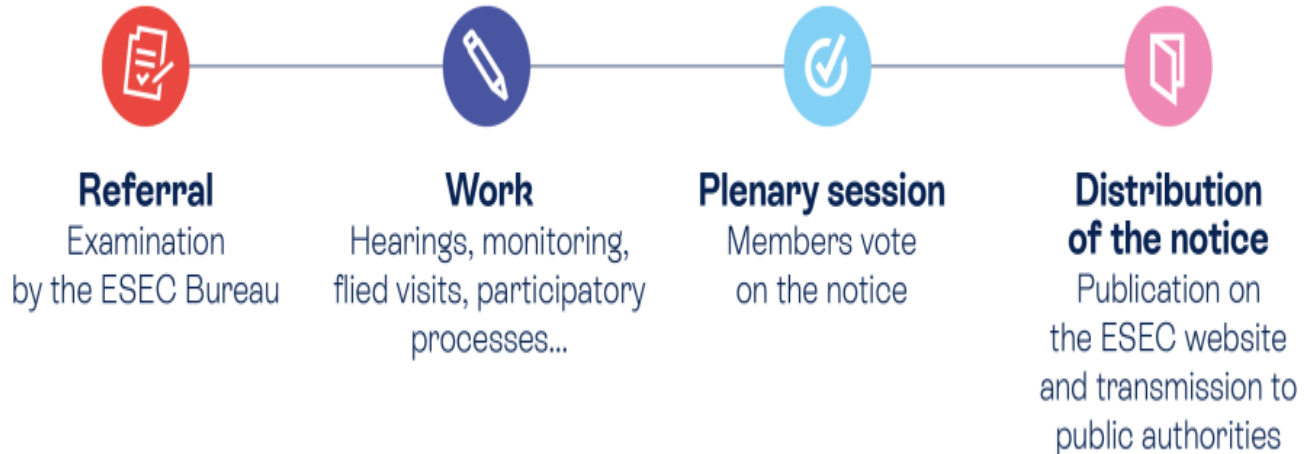 Referral
Examination
by the ESEC Bureau
Work
Hearings, monitoring,
flied visits, participatory
processes...
Plenary session
Members vote
on the notice
Distribution
of the notice
Publication on
the ESEC website
and transmission to
public authorities